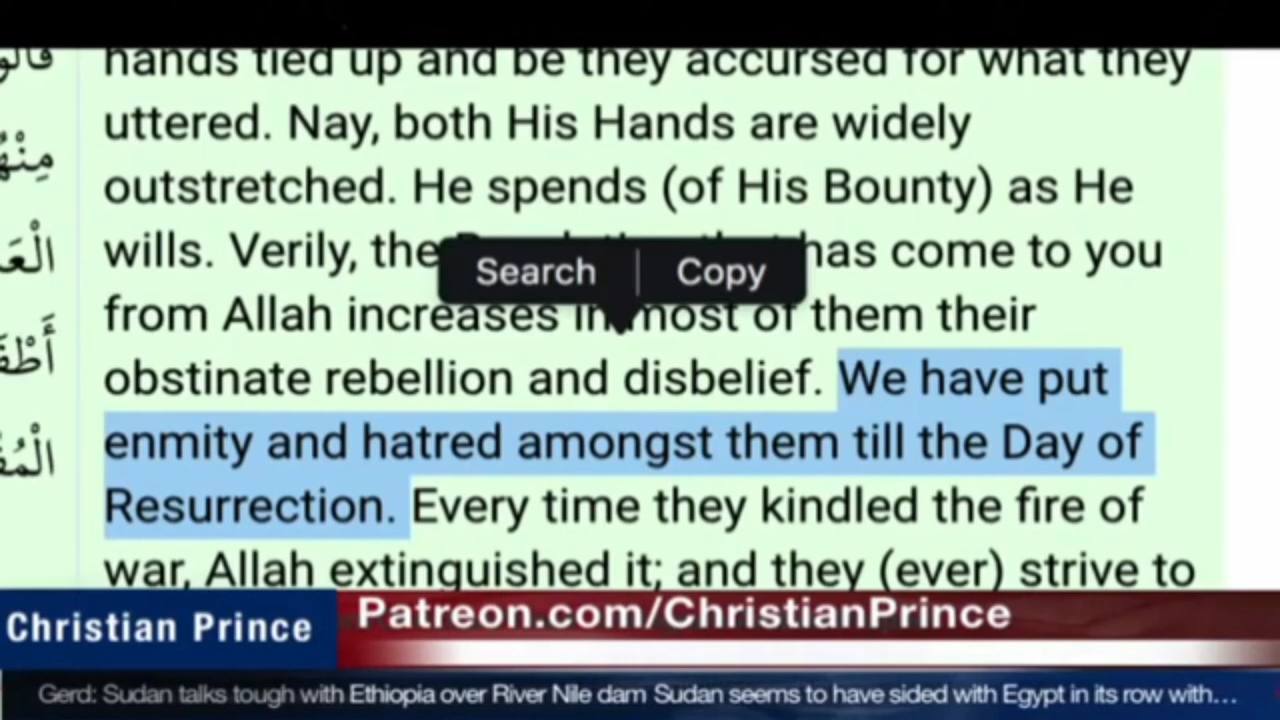 hands tied up and be they accursed for what they
uttered. Nay, both His Hands are widely
outstretched. He spends (of His Bounty) as He
wills. Verily, the has come to you
Search Copy
from Allah increases in most of them their
obstinate rebellion and disbelief. We have put
enmity and hatred amongst them till the Day of
Resurrection. Every time they kindled the fire of
war, Allah extinguished it; and they (ever) strive to
Christian Prince
Patreon.com/ChristianPrince
Gerd: Sudan talks tough with Ethiopia over River Nile dam Sudan seems to have sided with Egypt in its row with…